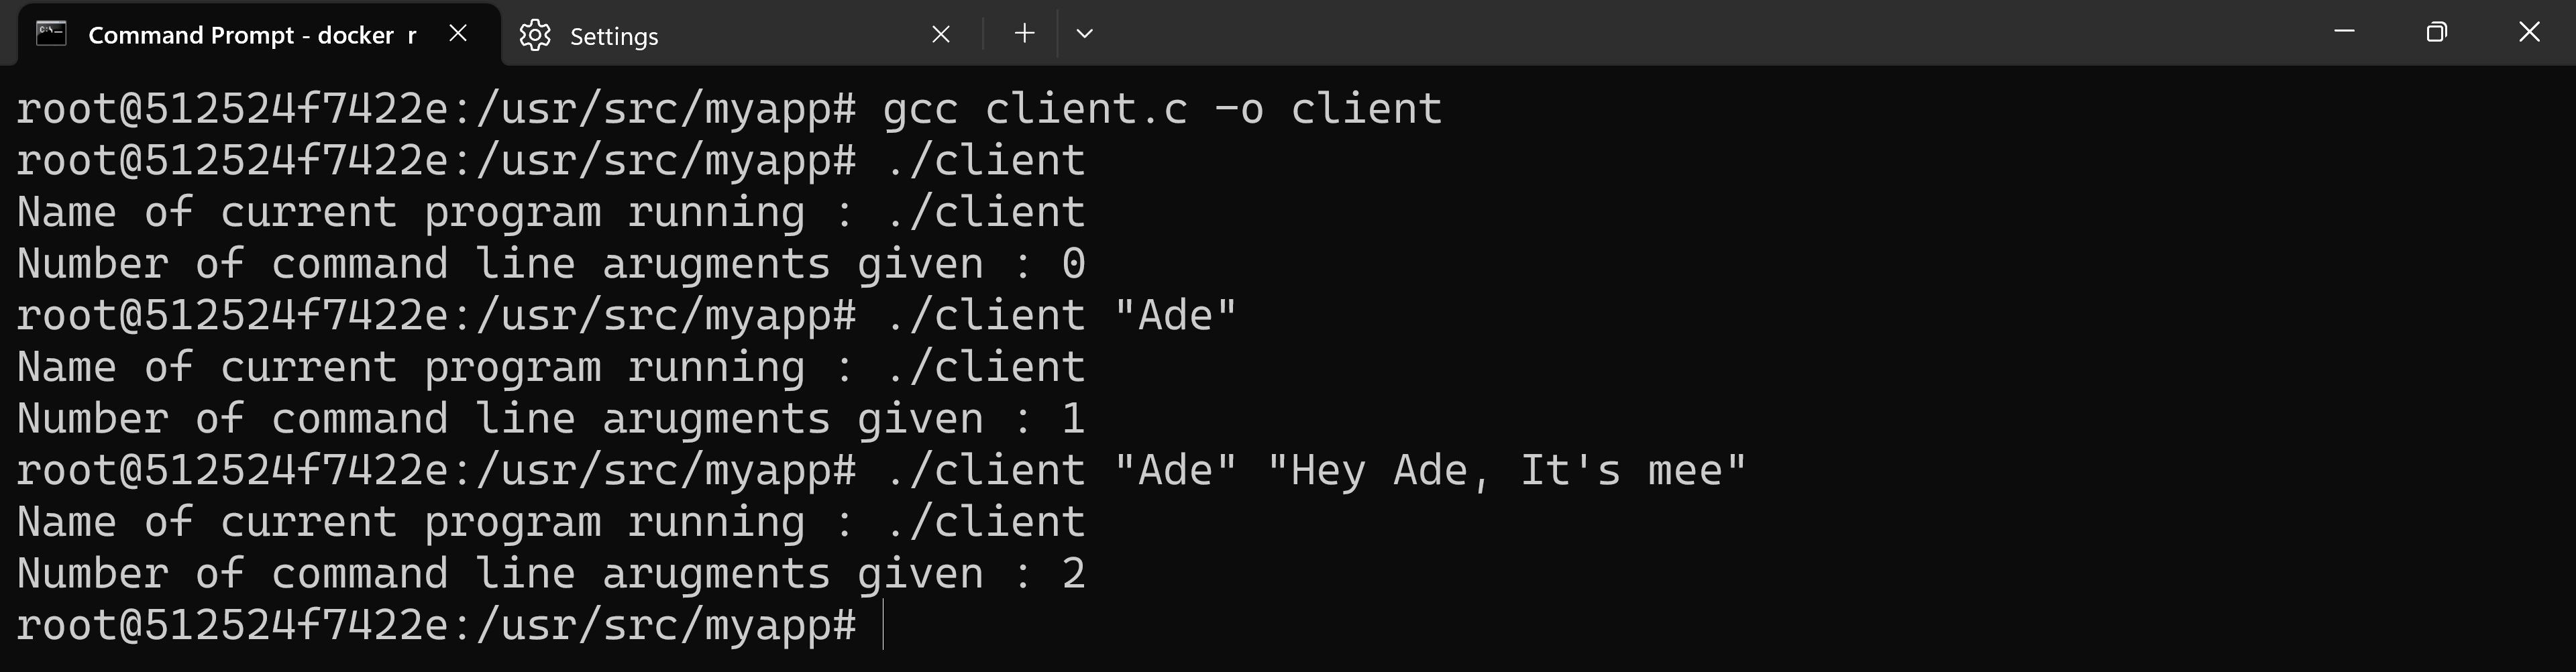 Command Prompt - docker r
Settings
root@512524f7422e:/usr/src/myapp# gcc client.c -o client
root@512524f7422e:/usr/src/myapp# ./client
Name of current program running : ./client
Number of command line arugments given : 0
root@512524f7422e:/usr/src/myapp# ./client "Ade"
Name of current program running : ./client
Number of command line arugments given : 1
root@512524f7422e:/usr/src/myapp# ./client "Ade" "Hey Ade, It's mee"
Name of current program running : ./client
Number of command line arugments given : 2
root@512524f7422e:/usr/src/myapp#